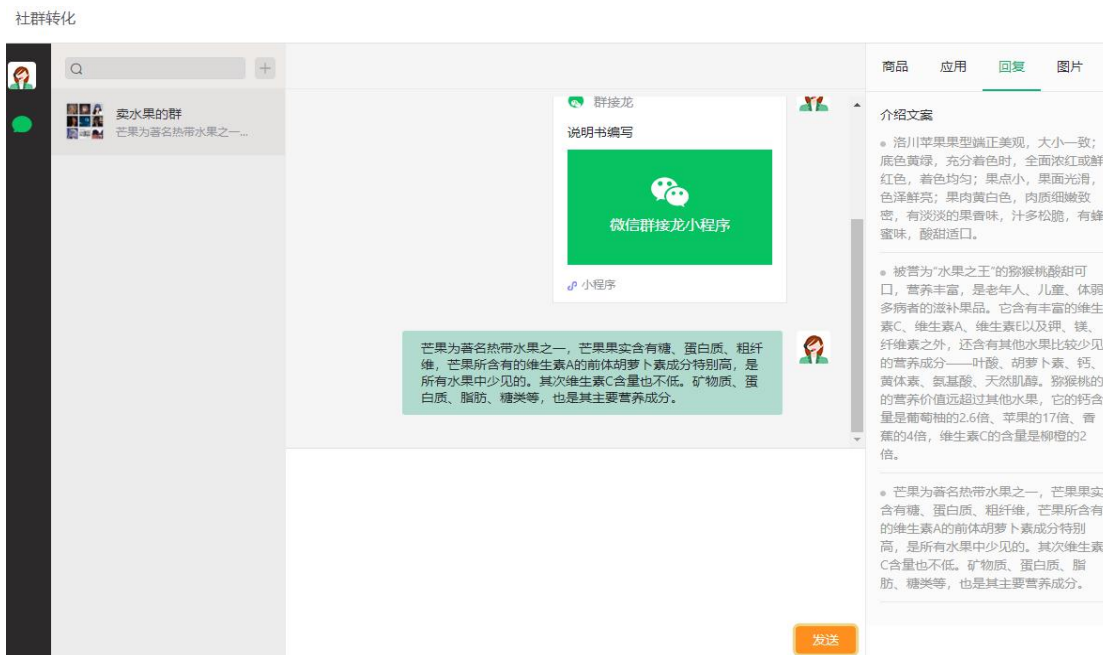 社群转化
卖水果的群
芒果为著名热带水果之一...
群接龙
说明书编写
微信群接龙小程序
小程序
芒果为著名热带水果之一，芒果果实含有糖、蛋白质、粗纤
维，芒果所含有的维生素A的前体胡萝卜素成分特别高，是
所有水果中少见的。其次维生素C含量也不低。矿物质、蛋
白质、脂肪、糖类等，也是其主要营养成分。
发送
商品 应用 回复 图片
介绍文案
洛川苹果果型端正美观，大小一致；
底色黄绿，充分着色时，全面浓红或鲜
红色，着色均匀；果点小，果面光滑，
色泽鲜亮；果肉黄白色，肉质细嫩致
密，有淡淡的果香味，汁多松脆，有蜂
蜜味，酸甜适口。
被誉为“水果之王”的猕猴桃酸甜可
口，营养丰富，是老年人、儿童、体弱
多病者的滋补果品。它含有丰富的维生
素C、维生素A、维生素E以及钾、镁、
纤维素之外，还含有其他水果比较少见
的营养成分——叶酸、胡萝卜素、钙、
黄体素、氨基酸、天然肌醇。猕猴桃的
的营养价值远超过其他水果，它的钙含
量是葡萄柚的2.6倍、苹果的17倍、香
蕉的4倍，维生素C的含量是柳橙的2
倍。
芒果为著名热带水果之一，芒果果实
含有糖、蛋白质、粗纤维，芒果所含有
的维生素A的前体胡萝卜素成分特别
高，是所有水果中少见的。其次维生素
C含量也不低。矿物质、蛋白质、脂
肪、糖类等，也是其主要营养成分。